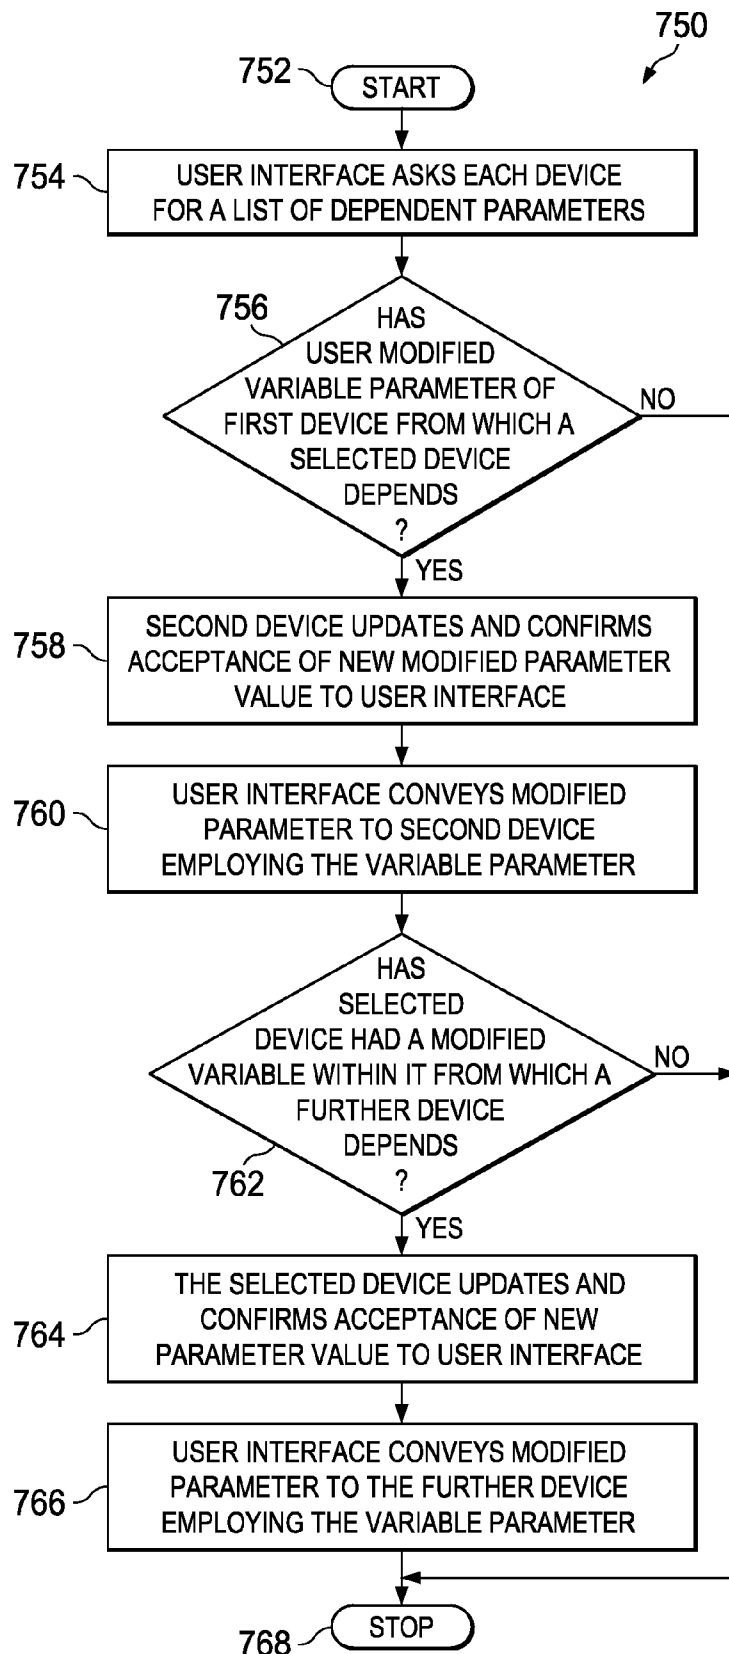 750
752
START
754
USER INTERFACE ASKS EACH DEVICE
FOR A LIST OF DEPENDENT PARAMETERS
756
HAS
USER MODIFIED
VARIABLE PARAMETER OF
FIRST DEVICE FROM WHICH A
SELECTED DEVICE
DEPENDS
?
NO
YES
758
SECOND DEVICE UPDATES AND CONFIRMS
ACCEPTANCE OF NEW MODIFIED PARAMETER
VALUE TO USER INTERFACE
760
USER INTERFACE CONVEYS MODIFIED
PARAMETER TO SECOND DEVICE
EMPLOYING THE VARIABLE PARAMETER
HAS
SELECTED
DEVICE HAD A MODIFIED
VARIABLE WITHIN IT FROM WHICH A
FURTHER DEVICE
DEPENDS
?
NO
762
YES
764
THE SELECTED DEVICE UPDATES AND
CONFIRMS ACCEPTANCE OF NEW
PARAMETER VALUE TO USER INTERFACE
766
USER INTERFACE CONVEYS MODIFIED
PARAMETER TO THE FURTHER DEVICE
EMPLOYING THE VARIABLE PARAMETER
768
STOP